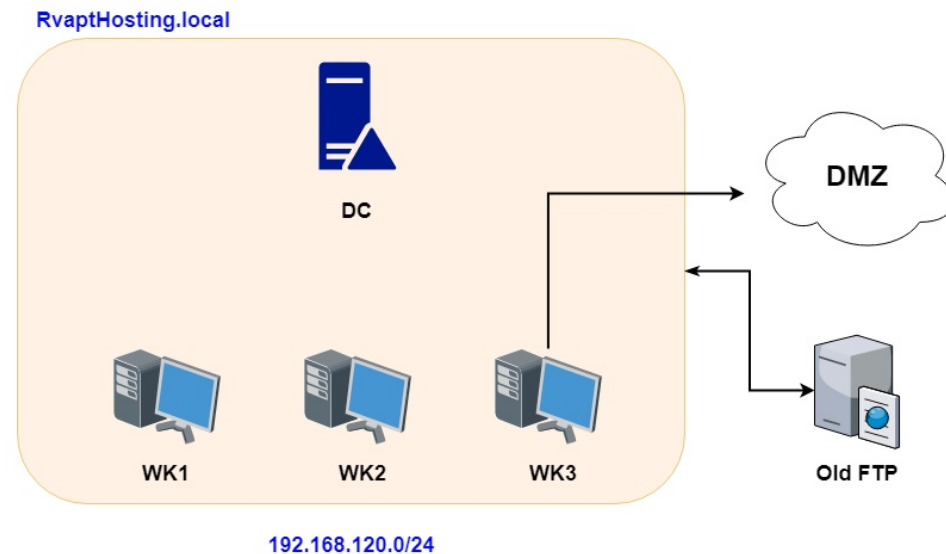 RvaptHosting.local
DC
DMZ
WK1
WK2
WK3
Old FTP
192.168.120.0/24